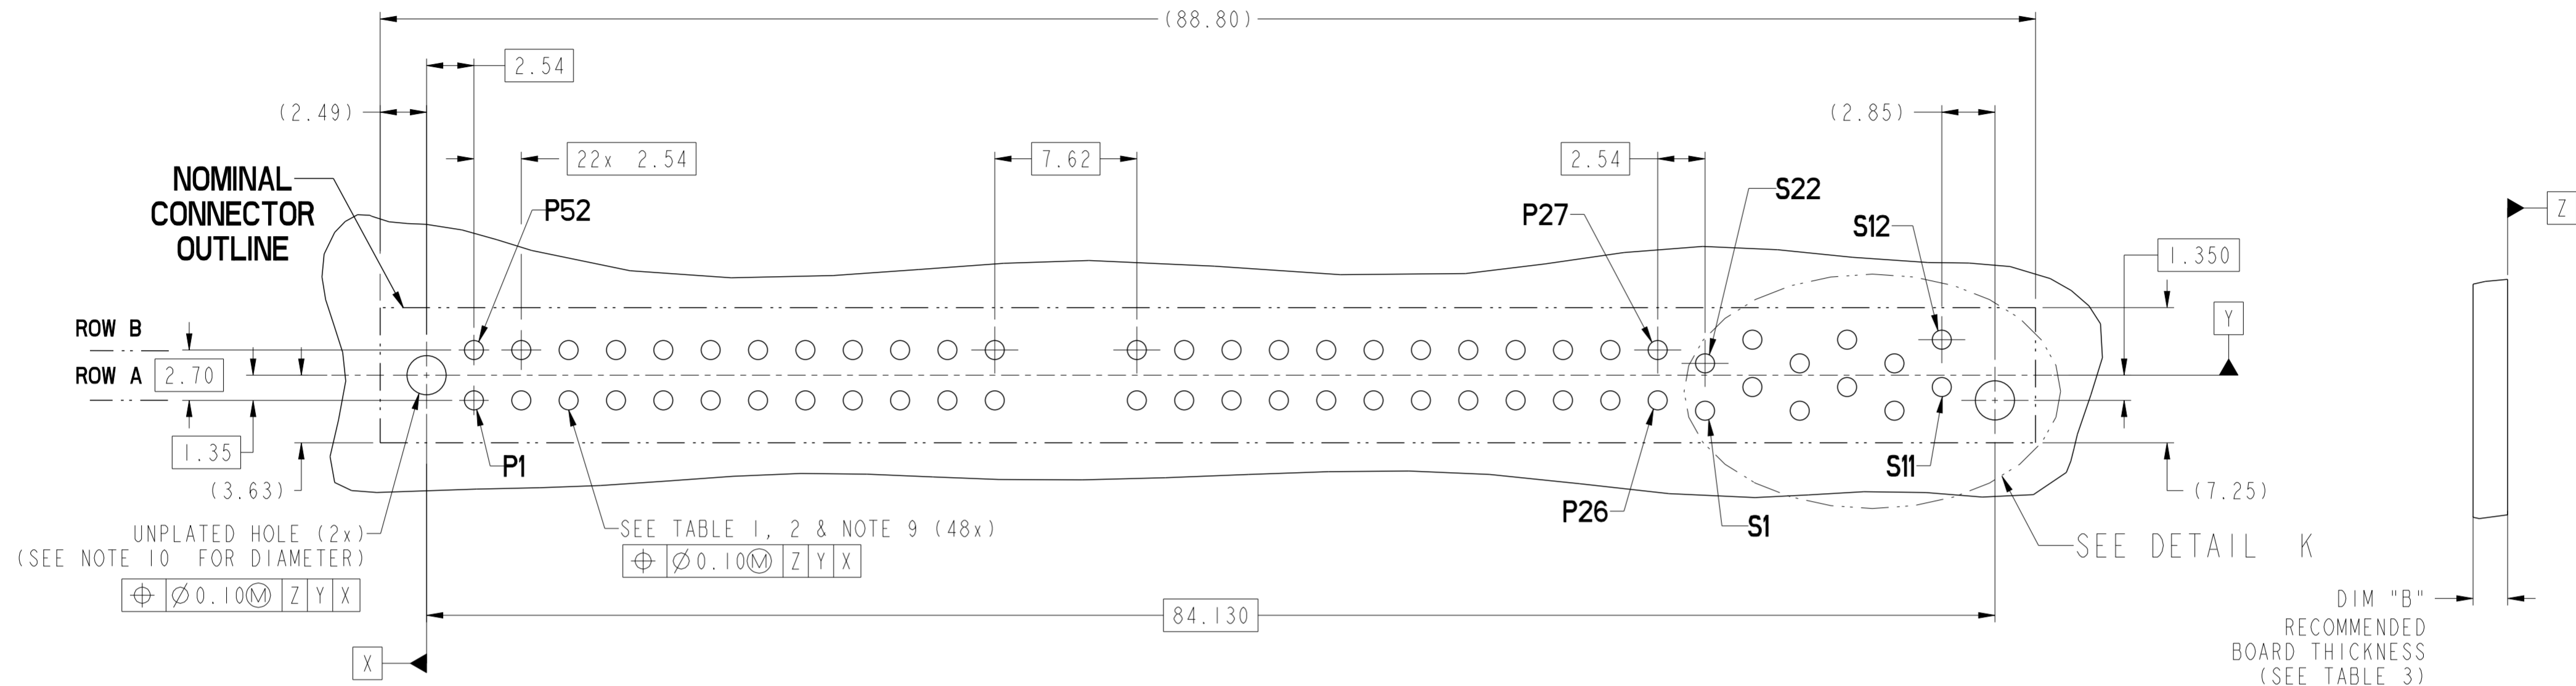 (88.80)
2.54
(2.49)
(2.85)
22x 2.54
7.62
2.54
NOMINAL
CONNECTOR
OUTLINE
P52
P27
S22
S12
Z
1.350
Y
ROW B
ROW A
2.70
1.35
(3.63)
P1
S11
P26
S1
(7.25)
UNPLATED HOLE (2x)
(SEE NOTE 10 FOR DIAMETER)
⌖ Ø0.10Ⓜ Z Y X
SEE TABLE 1, 2 & NOTE 9 (48x)
⌖ Ø0.10Ⓜ Z Y X
SEE DETAIL K
84.130
X
DIM "B"
RECOMMENDED
BOARD THICKNESS
(SEE TABLE 3)